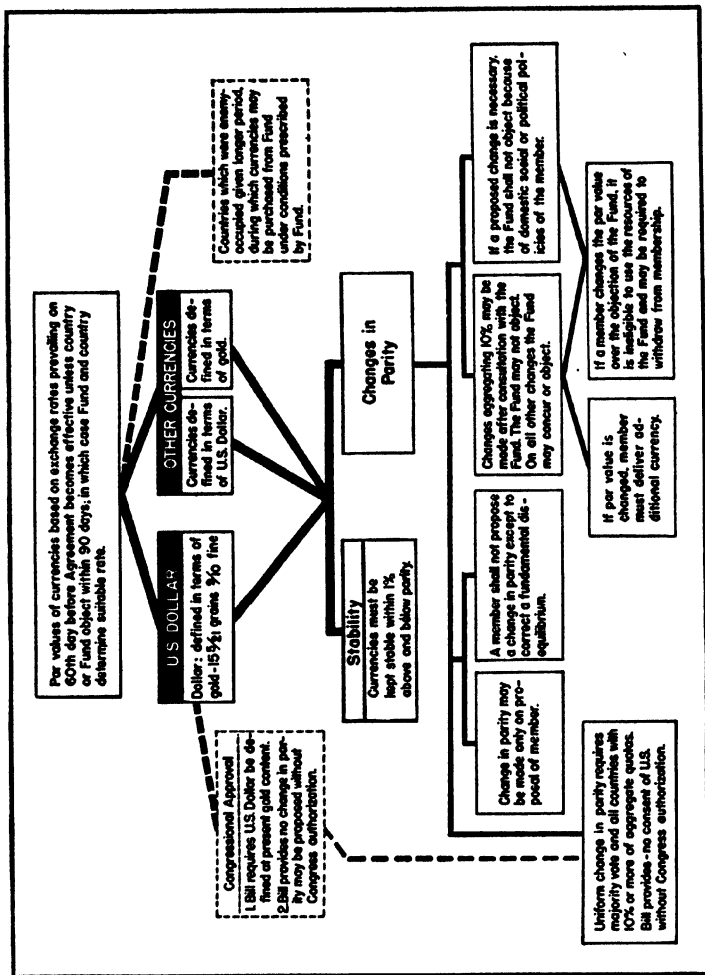 Par values of currencies based on exchange rates prevailing on
60th day before Agreement becomes effective unless country
or Fund object within 90 days; in which case Fund and country
determine suitable rate.
Congressional Approval
1. Bill requires U.S. Dollar be de-
fined at present gold content.
2. Bill provides no change in par-
ity may be proposed without
Congress authorization.
U S DOLLAR
Dollar: defined in terms of
gold-15 5/21 grains 9/10 fine
OTHER CURRENCIES
Currencies de-
fined in terms
of U.S. Dollar.
Currencies de-
fined in terms
of gold.
Countries which were enemy-
occupied given longer period,
during which currencies may
be purchased from Fund
under conditions prescribed
by Fund.
Stability
Currencies must be
kept stable within 1%
above and below parity.
Changes in
Parity
Uniform change in parity requires
majority vote and all countries with
10% or more of aggregate quotas.
Bill provides-no consent of U.S.
without Congress authorization.
Change in parity may
be made only on pro-
posal of member.
A member shall not propose
a change in parity except to
correct a fundamental dis-
equilibrium.
Changes aggregating 10% may be
made after consultation with the
Fund. The Fund may not object.
On all other changes the Fund
may concur or object.
If a proposed change is necessary,
the Fund shall not object because
of domestic social or political pol-
icies of the member.
If par value is
changed, member
must deliver ad-
ditional currency.
If a member changes the par value
over the objection of the Fund, it
is ineligible to use the resources of
the Fund and may be required to
withdraw from membership.